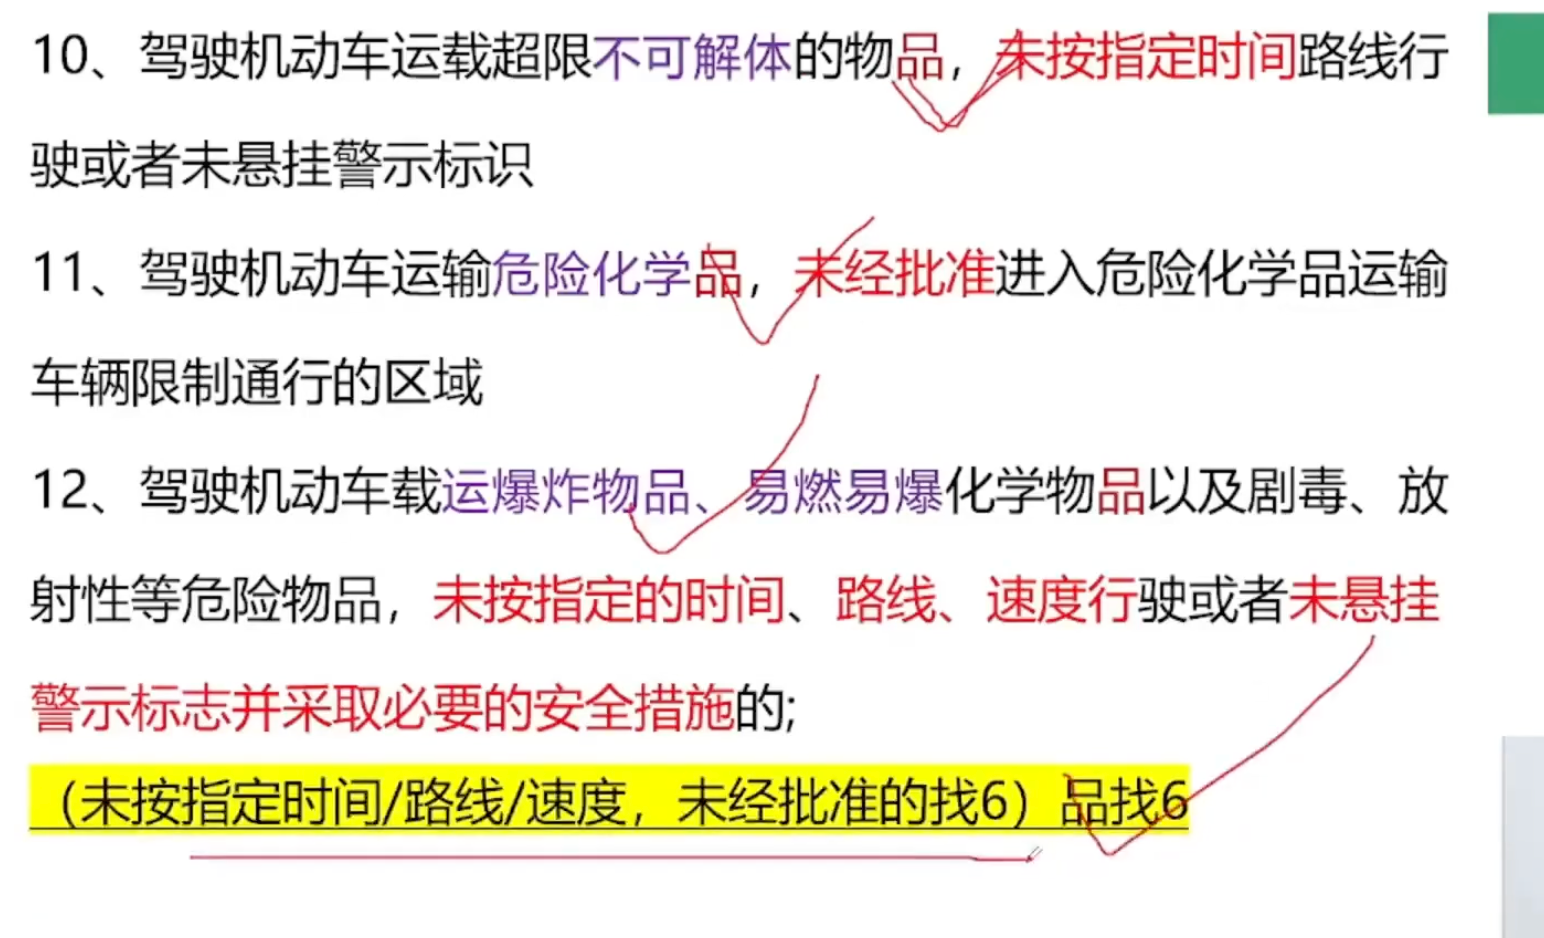 10、驾驶机动车运载超限不可解体的物品，未按指定时间路线行
驶或者未悬挂警示标识
11、驾驶机动车运输危险化学品，未经批准进入危险化学品运输
车辆限制通行的区域
12、驾驶机动车载运爆炸物品、易燃易爆化学物品以及剧毒、放
射性等危险物品，未按指定的时间、路线、速度行驶或者未悬挂
警示标志并采取必要的安全措施的;
（未按指定时间/路线/速度，未经批准的找6）品找6